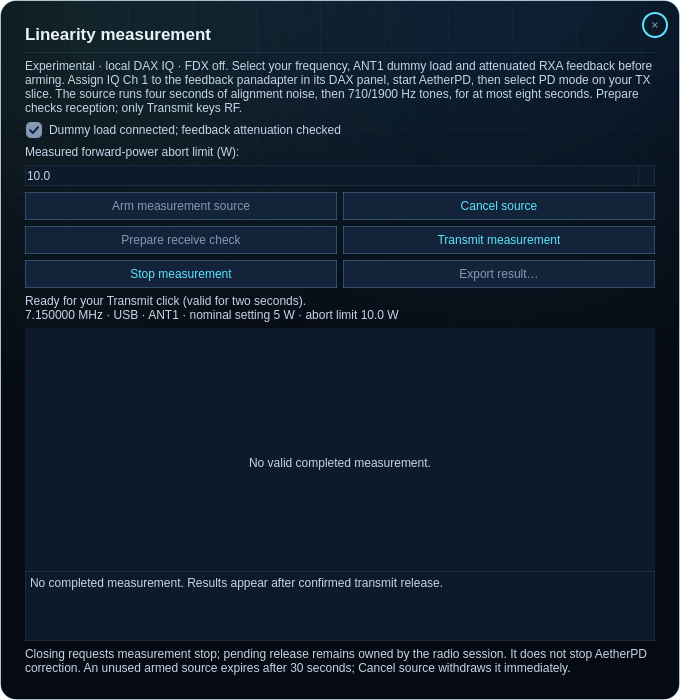 Linearity measurement
×
Experimental · local DAX IQ · FDX off. Select your frequency, ANT1 dummy load and attenuated RXA feedback before
arming. Assign IQ Ch 1 to the feedback panadapter in its DAX panel, start AetherPD, then select PD mode on your TX
slice. The source runs four seconds of alignment noise, then 710/1900 Hz tones, for at most eight seconds. Prepare
checks reception; only Transmit keys RF.
Dummy load connected; feedback attenuation checked
Measured forward-power abort limit (W):
10.0
Arm measurement source
Cancel source
Prepare receive check
Transmit measurement
Stop measurement
Export result…
Ready for your Transmit click (valid for two seconds).
7.150000 MHz · USB · ANT1 · nominal setting 5 W · abort limit 10.0 W
No valid completed measurement.
No completed measurement. Results appear after confirmed transmit release.
Closing requests measurement stop; pending release remains owned by the radio session. It does not stop AetherPD
correction. An unused armed source expires after 30 seconds; Cancel source withdraws it immediately.